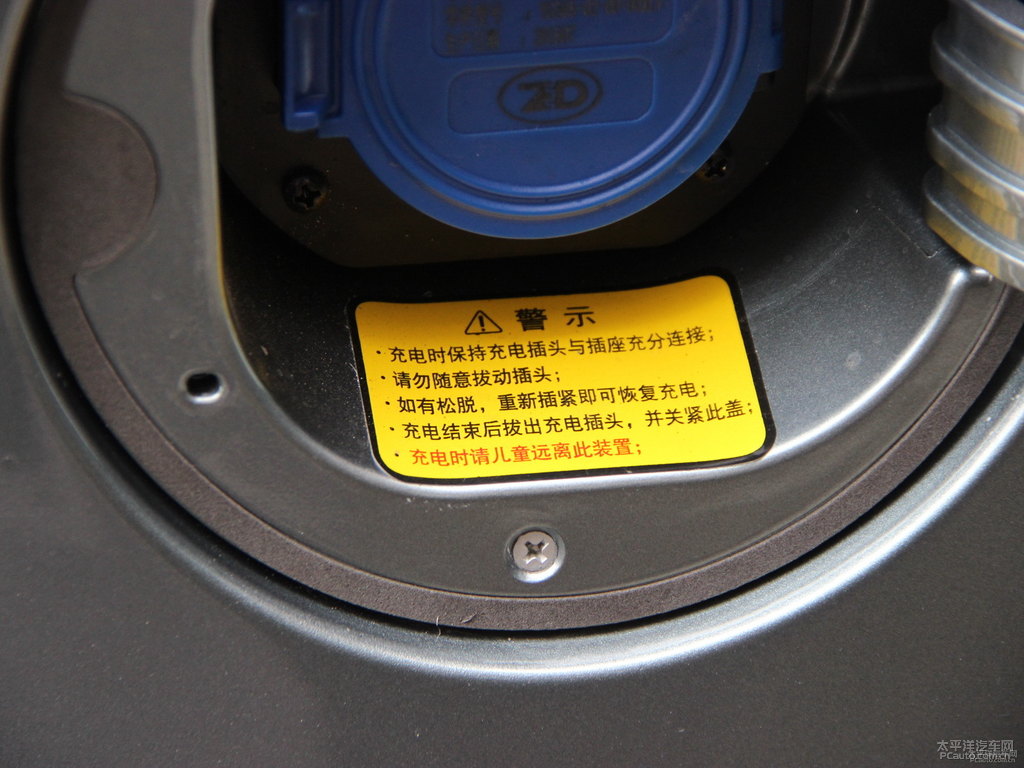 警示
·充电时保持充电插头与插座充分连接;
·请勿随意拔动插头;
·如有松脱，重新插紧即可恢复充电;
·充电结束后拔出充电插头，并关紧此盖;
·充电时请儿童远离此装置;
太平洋汽车网
PCauto.com.cn